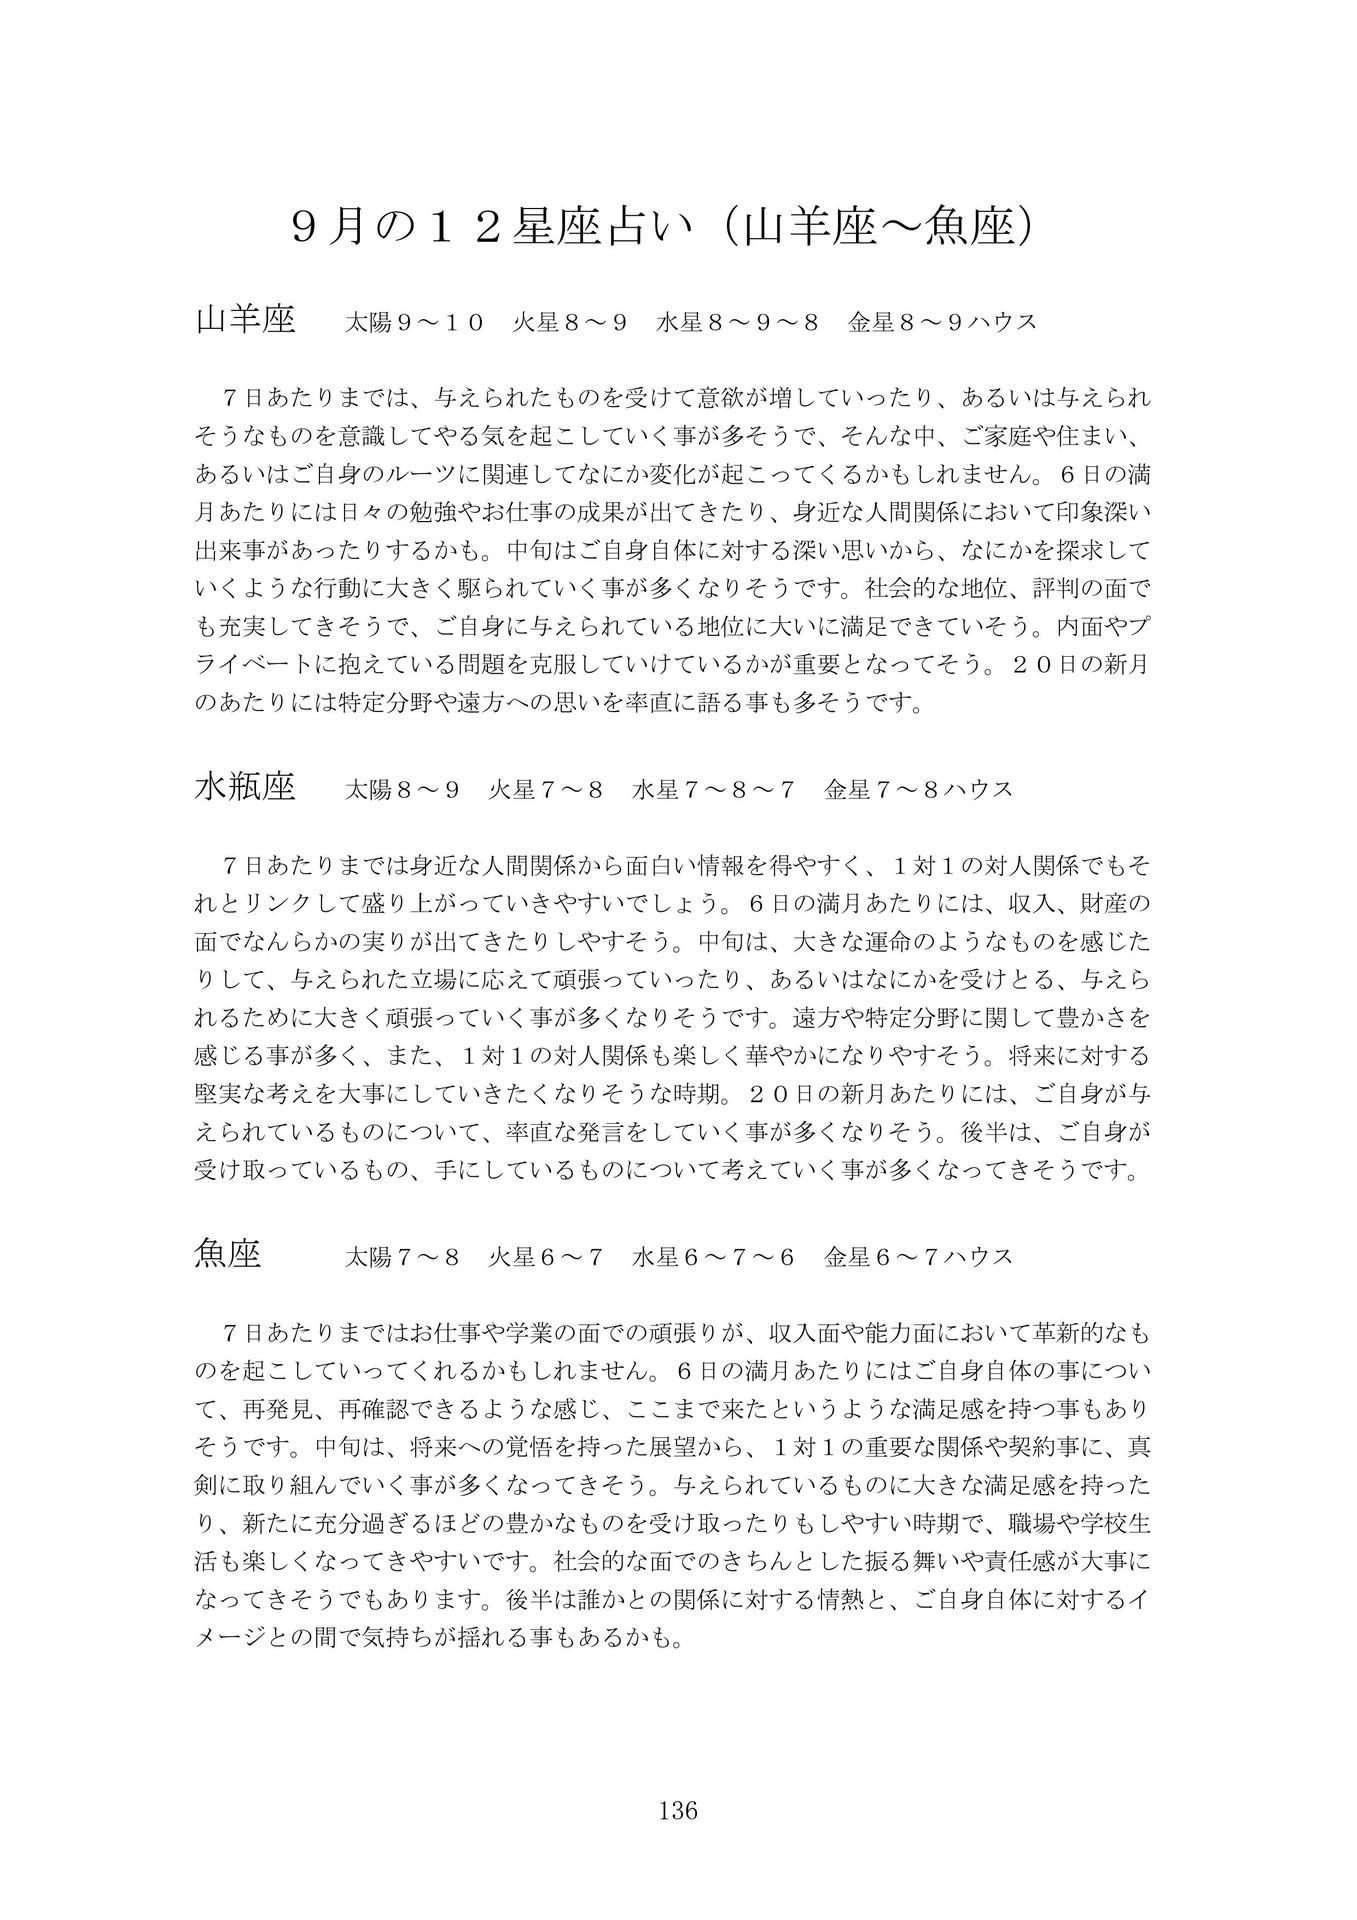 ９月の１２星座占い（山羊座～魚座）
山羊座　　太陽９～１０　火星８～９　水星８～９～８　金星８～９ハウス
　７日あたりまでは、与えられたものを受けて意欲が増していったり、あるいは与えられ
そうなものを意識してやる気を起こしていく事が多そうで、そんな中、ご家庭や住まい、
あるいはご自身のルーツに関連してなにか変化が起こってくるかもしれません。６日の満
月あたりには日々の勉強やお仕事の成果が出てきたり、身近な人間関係において印象深い
出来事があったりするかも。中旬はご自身自体に対する深い思いから、なにかを探求して
いくような行動に大きく駆られていく事が多くなりそうです。社会的な地位、評判の面で
も充実してきそうで、ご自身に与えられている地位に大いに満足できていそう。内面やプ
ライベートに抱えている問題を克服していけているかが重要となってそう。２０日の新月
のあたりには特定分野や遠方への思いを率直に語る事も多そうです。
水瓶座　　太陽８～９　火星７～８　水星７～８～７　金星７～８ハウス
　７日あたりまでは身近な人間関係から面白い情報を得やすく、１対１の対人関係でもそ
れとリンクして盛り上がっていきやすいでしょう。６日の満月あたりには、収入、財産の
面でなんらかの実りが出てきたりしやすそう。中旬は、大きな運命のようなものを感じた
りして、与えられた立場に応えて頑張っていったり、あるいはなにかを受けとる、与えら
れるために大きく頑張っていく事が多くなりそうです。遠方や特定分野に関して豊かさを
感じる事が多く、また、１対１の対人関係も楽しく華やかになりやすそう。将来に対する
堅実な考えを大事にしていきたくなりそうな時期。２０日の新月あたりには、ご自身が与
えられているものについて、率直な発言をしていく事が多くなりそう。後半は、ご自身が
受け取っているもの、手にしているものについて考えていく事が多くなってきそうです。
魚座　　　太陽７～８　火星６～７　水星６～７～６　金星６～７ハウス
　７日あたりまではお仕事や学業の面での頑張りが、収入面や能力面において革新的なも
のを起こしていってくれるかもしれません。６日の満月あたりにはご自身自体の事につい
て、再発見、再確認できるような感じ、ここまで来たというような満足感を持つ事もあり
そうです。中旬は、将来への覚悟を持った展望から、１対１の重要な関係や契約事に、真
剣に取り組んでいく事が多くなってきそう。与えられているものに大きな満足感を持った
り、新たに充分過ぎるほどの豊かなものを受け取ったりもしやすい時期で、職場や学校生
活も楽しくなってきやすいです。社会的な面でのきちんとした振る舞いや責任感が大事に
なってきそうでもあります。後半は誰かとの関係に対する情熱と、ご自身自体に対するイ
メージとの間で気持ちが揺れる事もあるかも。
136